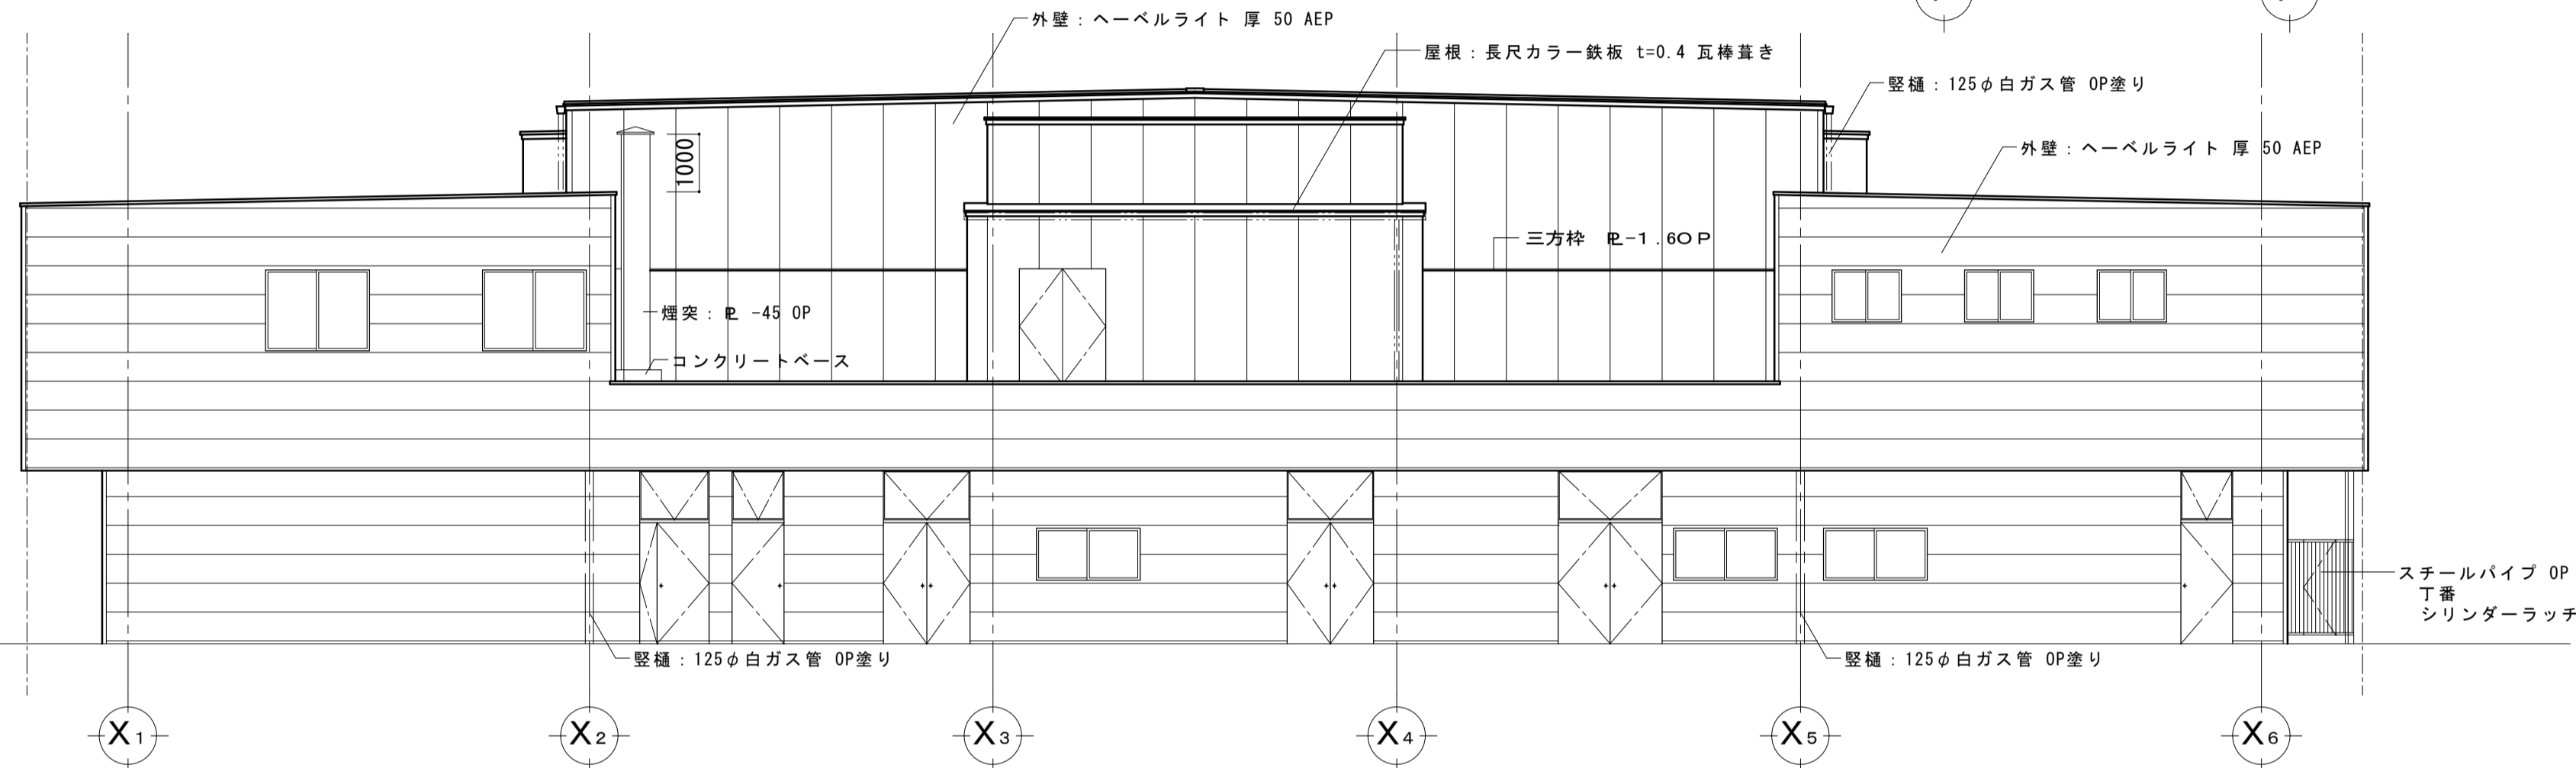 外壁：ヘーベルライト 厚 50 AEP
屋根：長尺カラー鉄板 t=0.4 瓦棒葺き
竪樋：125φ白ガス管 OP塗り
1000
外壁：ヘーベルライト 厚 50 AEP
三方枠 PL-1.6OP
煙突：PL -45 OP
コンクリートベース
スチールパイプ OP
丁番
シリンダーラッチ
竪樋：125φ白ガス管 OP塗り
竪樋：125φ白ガス管 OP塗り
X1
X2
X3
X4
X5
X6